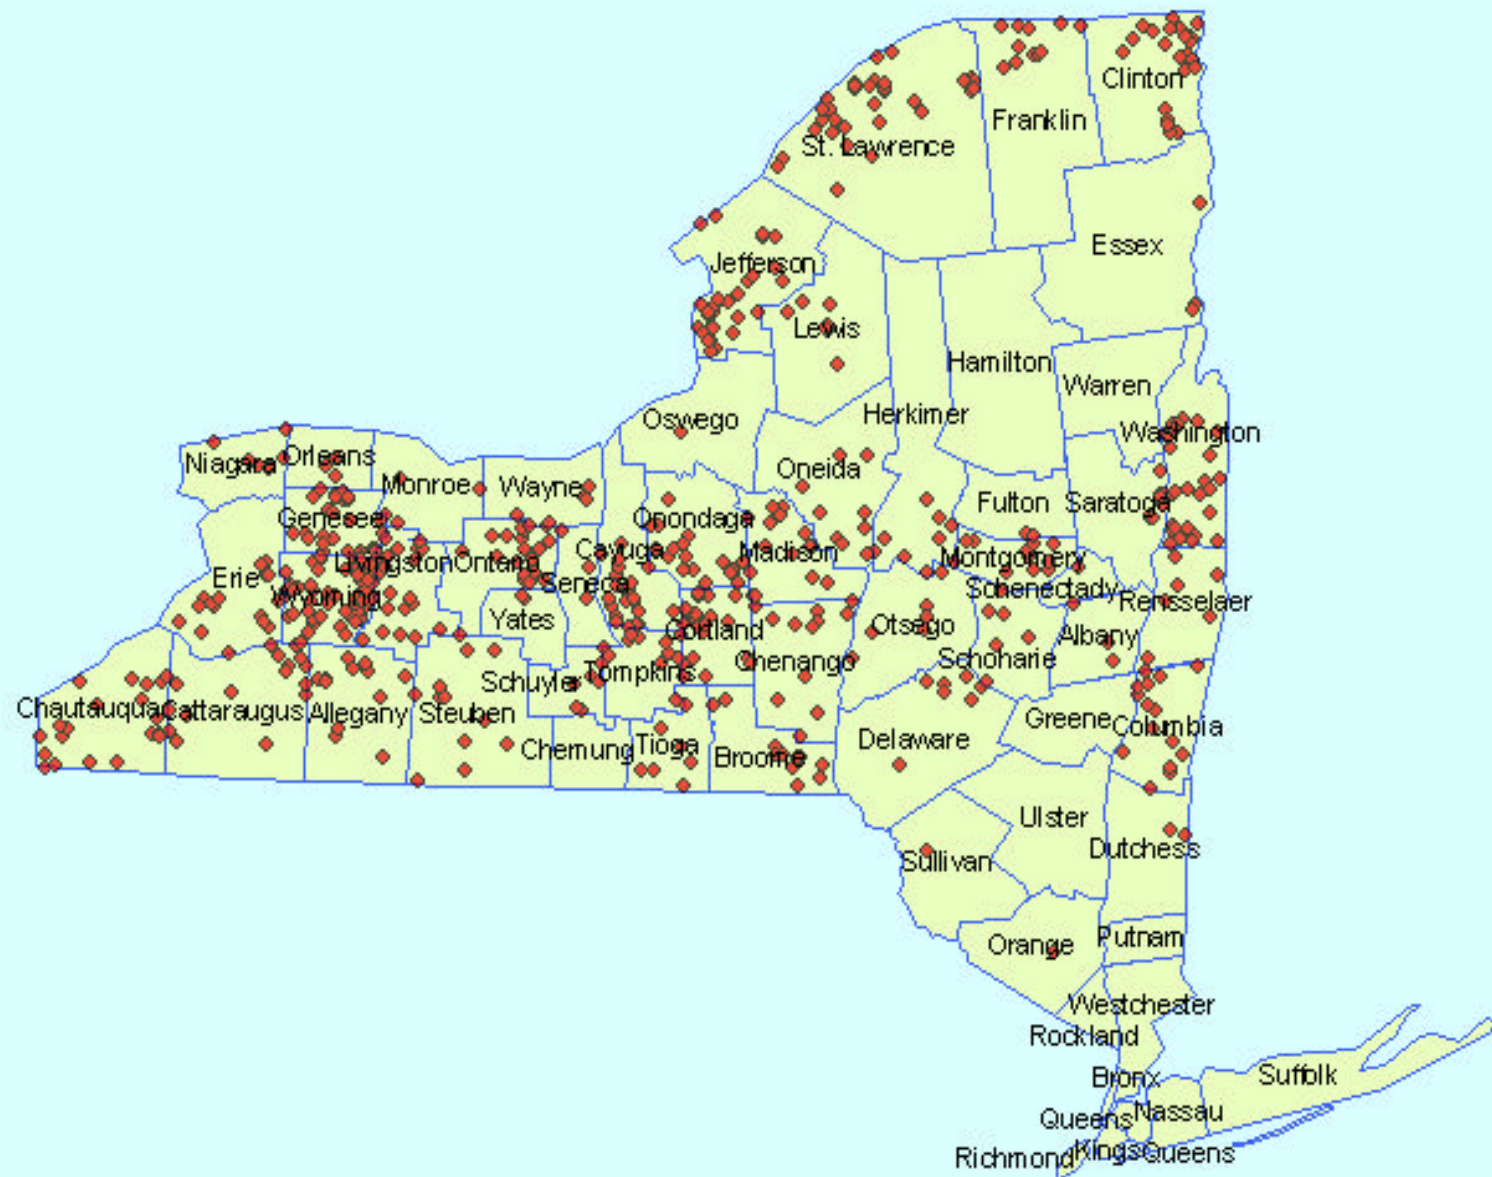 Clinton
Franklin
St. Lawrence
Essex
Jefferson
Lewis
Hamilton
Warren
Herkimer
Oswego
Washington
Orleans
Niagara
Oneida
Monroe
Wayne
Fulton
Saratoga
Genesee
Onondaga
Madison
Cayuga
Montgomery
Livingston
Ontario
Erie
Seneca
Schenectady
Wyoming
Rensselaer
Yates
Otsego
Cortland
Albany
Chenango
Schoharie
Tompkins
Schuyler
Chautauqua
Cattaraugus
Allegany
Steuben
Greene
Columbia
Delaware
Chemung
Tioga
Broome
Ulster
Dutchess
Sullivan
Orange
Putnam
Westchester
Rockland
Bronx
Suffolk
Queens
Nassau
Richmond
Kings
Queens